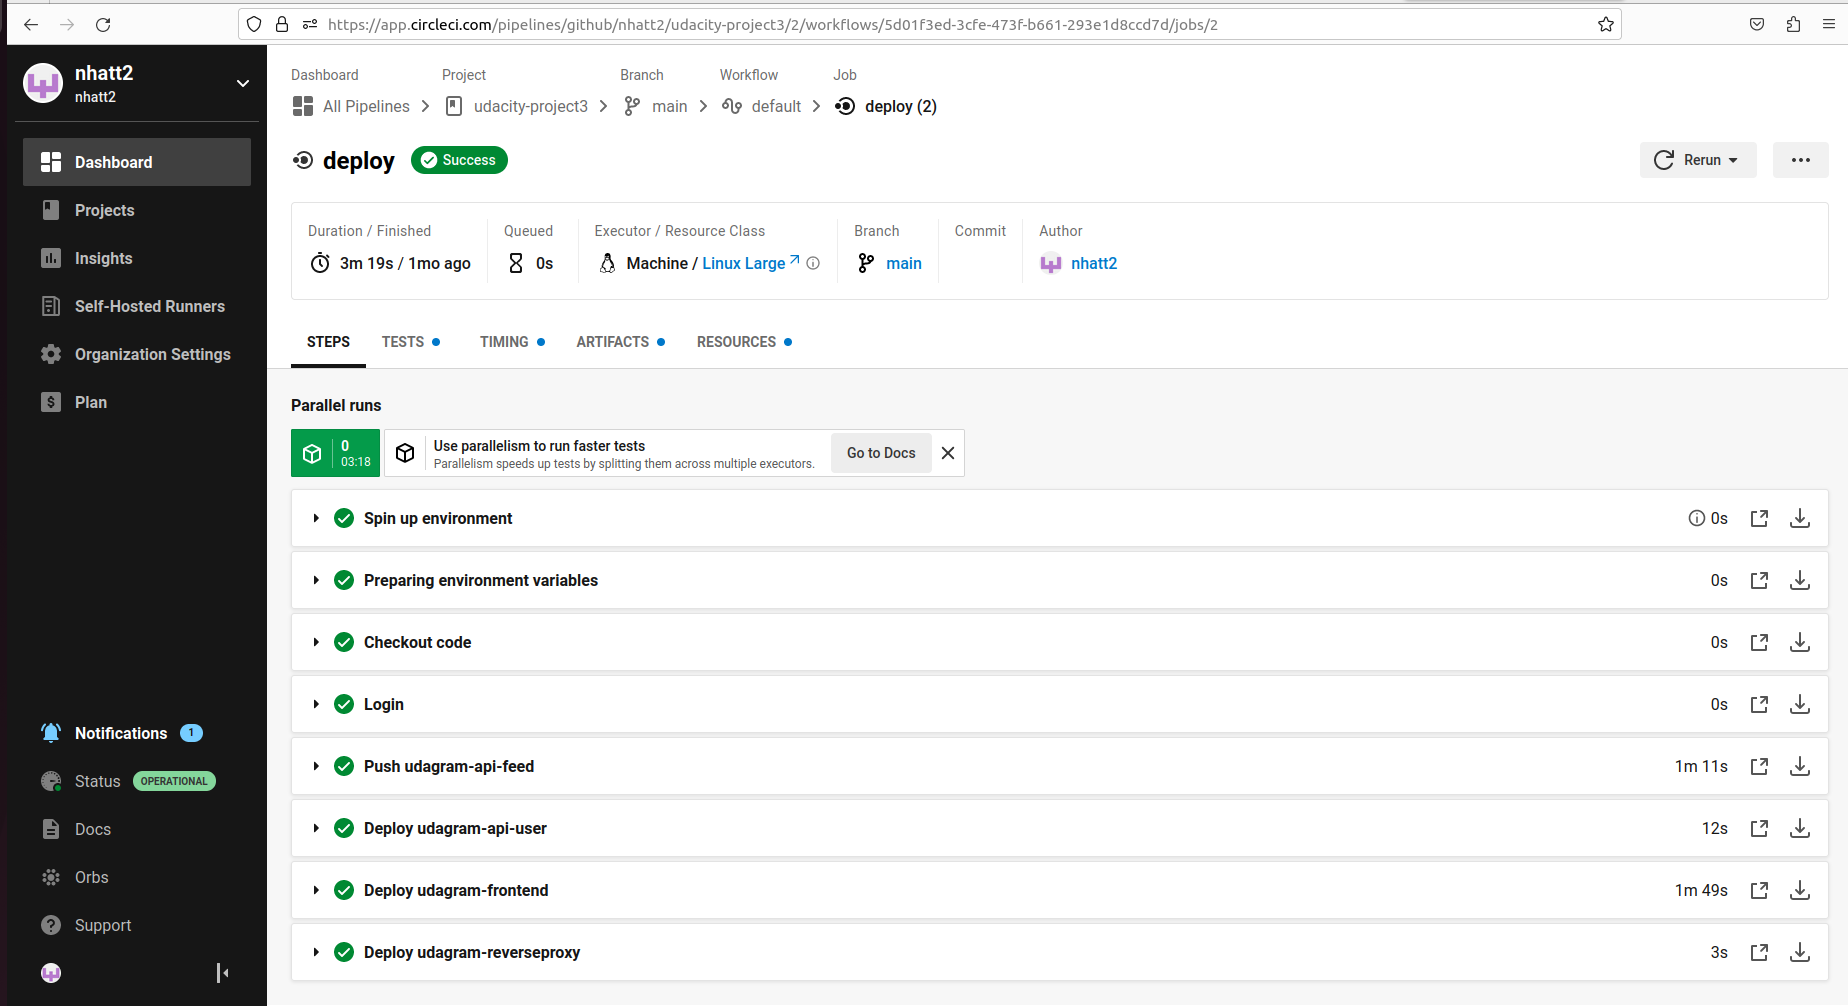 https://app.circleci.com/pipelines/github/nhatt2/udacity-project3/2/workflows/5d01f3ed-3cfe-473f-b661-293e1d8ccd7d/jobs/2
nhatt2
nhatt2
Dashboard
Projects
Insights
Self-Hosted Runners
Organization Settings
Plan
Notifications 1
Status OPERATIONAL
Docs
Orbs
Support
Dashboard Project Branch Workflow Job
All Pipelines udacity-project3 main default deploy (2)
deploy Success
Rerun
Duration / Finished Queued Executor / Resource Class Branch Commit Author
3m 19s / 1mo ago 0s Machine / Linux Large main nhatt2
STEPS TESTS TIMING ARTIFACTS RESOURCES
Parallel runs
0
03:18
Use parallelism to run faster tests
Parallelism speeds up tests by splitting them across multiple executors.
Go to Docs
Spin up environment 0s
Preparing environment variables 0s
Checkout code 0s
Login 0s
Push udagram-api-feed 1m 11s
Deploy udagram-api-user 12s
Deploy udagram-frontend 1m 49s
Deploy udagram-reverseproxy 3s